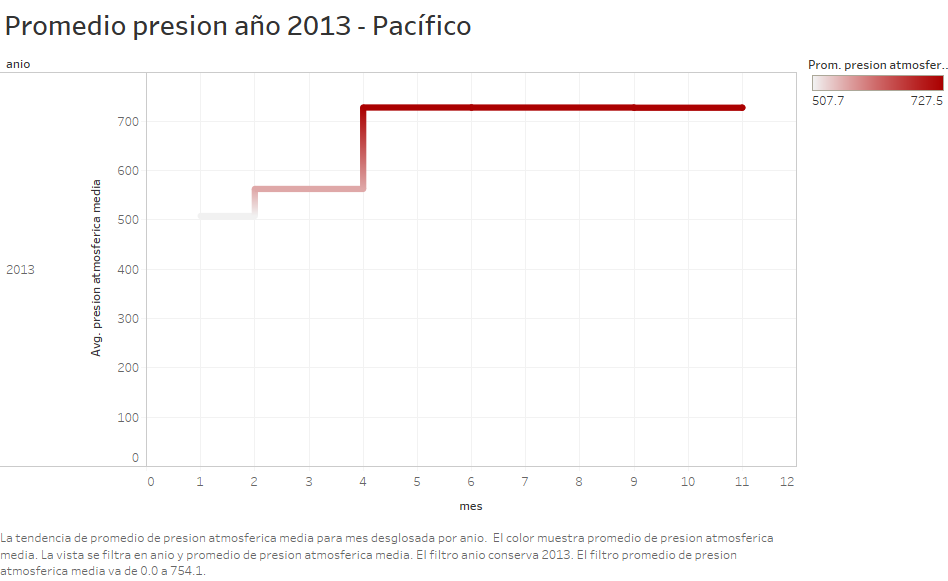 Promedio presion año 2013 - Pacífico
anio
Prom. presion atmosfer..
507.7 727.5
2013
Avg. presion atmosferica media
700
600
500
400
300
200
100
0
0 1 2 3 4 5 6 7 8 9 10 11 12
mes
La tendencia de promedio de presion atmosferica media para mes desglosada por anio. El color muestra promedio de presion atmosferica
media. La vista se filtra en anio y promedio de presion atmosferica media. El filtro anio conserva 2013. El filtro promedio de presion
atmosferica media va de 0.0 a 754.1.